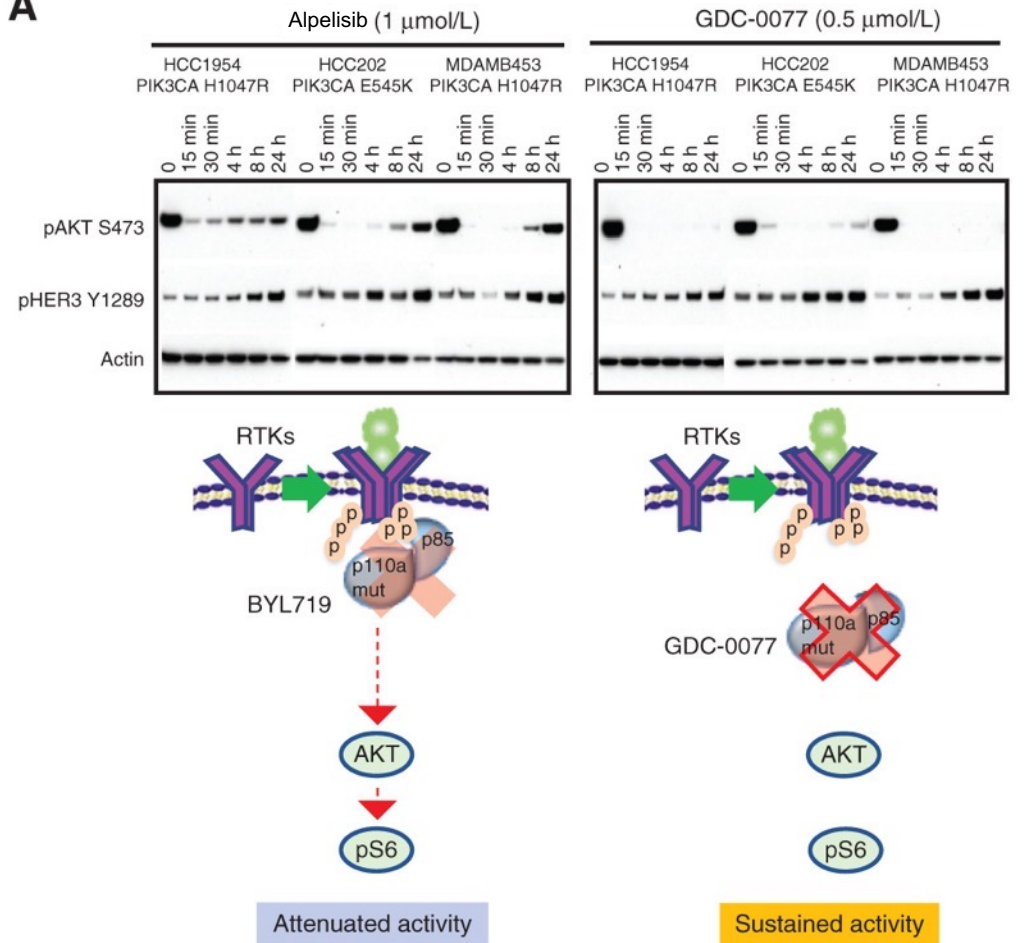 A
Alpelisib (1 μmol/L)
GDC-0077 (0.5 μmol/L)
HCC1954
PIK3CA H1047R
HCC202
PIK3CA E545K
MDAMB453
PIK3CA H1047R
HCC1954
PIK3CA H1047R
HCC202
PIK3CA E545K
MDAMB453
PIK3CA H1047R
0 15 min 30 min 4 h 8 h 24 h 0 15 min 30 min 4 h 8 h 24 h 0 15 min 30 min 4 h 8 h 24 h
0 15 min 30 min 4 h 8 h 24 h 0 15 min 30 min 4 h 8 h 24 h 0 15 min 30 min 4 h 8 h 24 h
pAKT S473
pHER3 Y1289
Actin
RTKs
P P P P P P
p85
p110a
mut
BYL719
AKT
pS6
Attenuated activity
RTKs
P P P P P P
p110a p85
mut
GDC-0077
AKT
pS6
Sustained activity